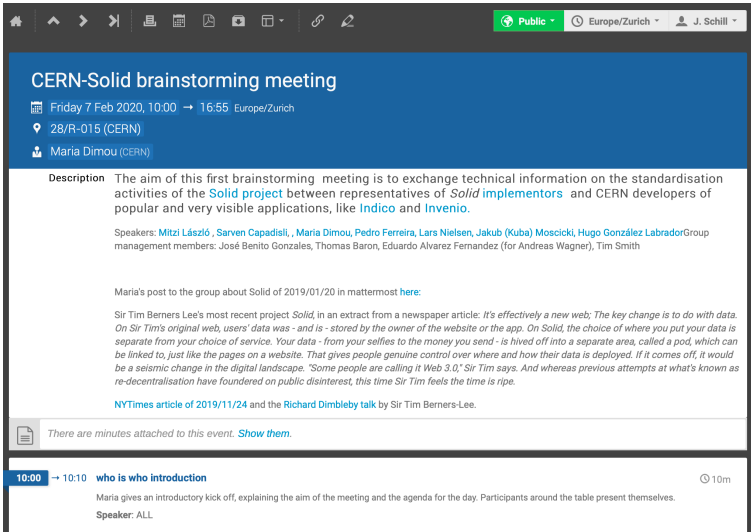 Public Europe/Zurich J. Schill
CERN-Solid brainstorming meeting
Friday 7 Feb 2020, 10:00 → 16:55 Europe/Zurich
28/R-015 (CERN)
Maria Dimou (CERN)
Description The aim of this first brainstorming meeting is to exchange technical information on the standardisation
activities of the Solid project between representatives of Solid implementors and CERN developers of
popular and very visible applications, like Indico and Invenio.
Speakers: Mitzi László , Sarven Capadisli, , Maria Dimou, Pedro Ferreira, Lars Nielsen, Jakub (Kuba) Moscicki, Hugo González LabradorGroup
management members: José Benito Gonzales, Thomas Baron, Eduardo Alvarez Fernandez (for Andreas Wagner), Tim Smith
Maria's post to the group about Solid of 2019/01/20 in mattermost here:
Sir Tim Berners Lee's most recent project Solid, in an extract from a newspaper article: It's effectively a new web; The key change is to do with data.
On Sir Tim's original web, users' data was - and is - stored by the owner of the website or the app. On Solid, the choice of where you put your data is
separate from your choice of service. Your data - from your selfies to the money you send - is hived off into a separate area, called a pod, which can
be linked to, just like the pages on a website. That gives people genuine control over where and how their data is deployed. If it comes off, it would
be a seismic change in the digital landscape. "Some people are calling it Web 3.0," Sir Tim says. And whereas previous attempts at what's known as
re-decentralisation have foundered on public disinterest, this time Sir Tim feels the time is ripe.
NYTimes article of 2019/11/24 and the Richard Dimbleby talk by Sir Tim Berners-Lee.
There are minutes attached to this event. Show them.
10:00 → 10:10 who is who introduction 10m
Maria gives an introductory kick off, explaining the aim of the meeting and the agenda for the day. Participants around the table present themselves.
Speaker: ALL